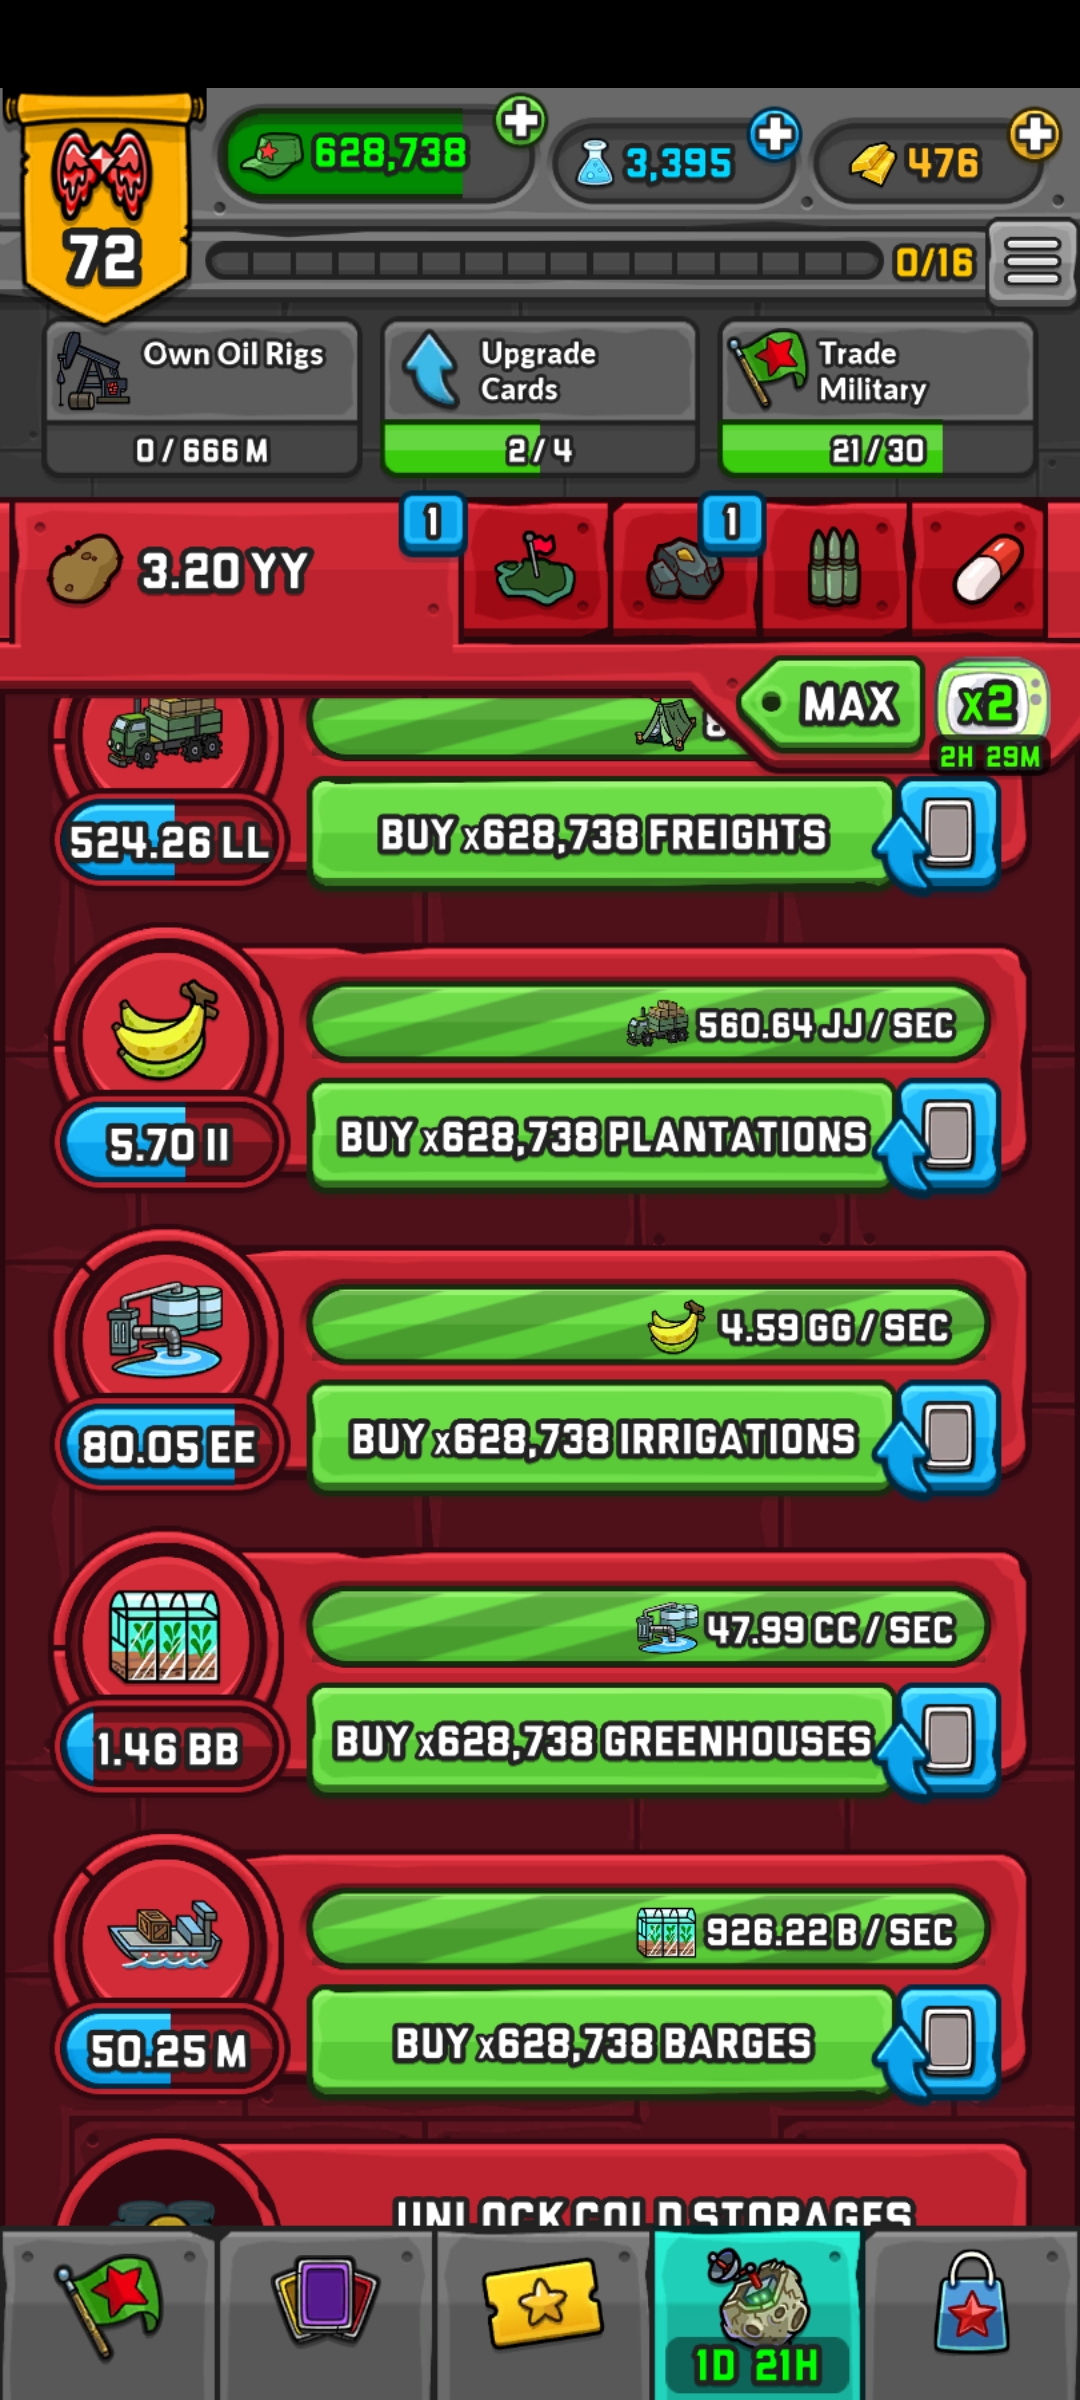 628,738
3,395
476
72
0/16
Own Oil Rigs
0 / 666 M
Upgrade
Cards
2 / 4
Trade
Military
21 / 30
3.20 YY
1
1
MAX
x2
2H 29M
524.26 LL
BUY x628,738 FREIGHTS
560.64 JJ / SEC
5.70 II
BUY x628,738 PLANTATIONS
4.59 GG / SEC
80.05 EE
BUY x628,738 IRRIGATIONS
47.99 CC / SEC
1.46 BB
BUY x628,738 GREENHOUSES
926.22 B / SEC
50.25 M
BUY x628,738 BARGES
UNLOCK COLD STORAGES
1D 21H